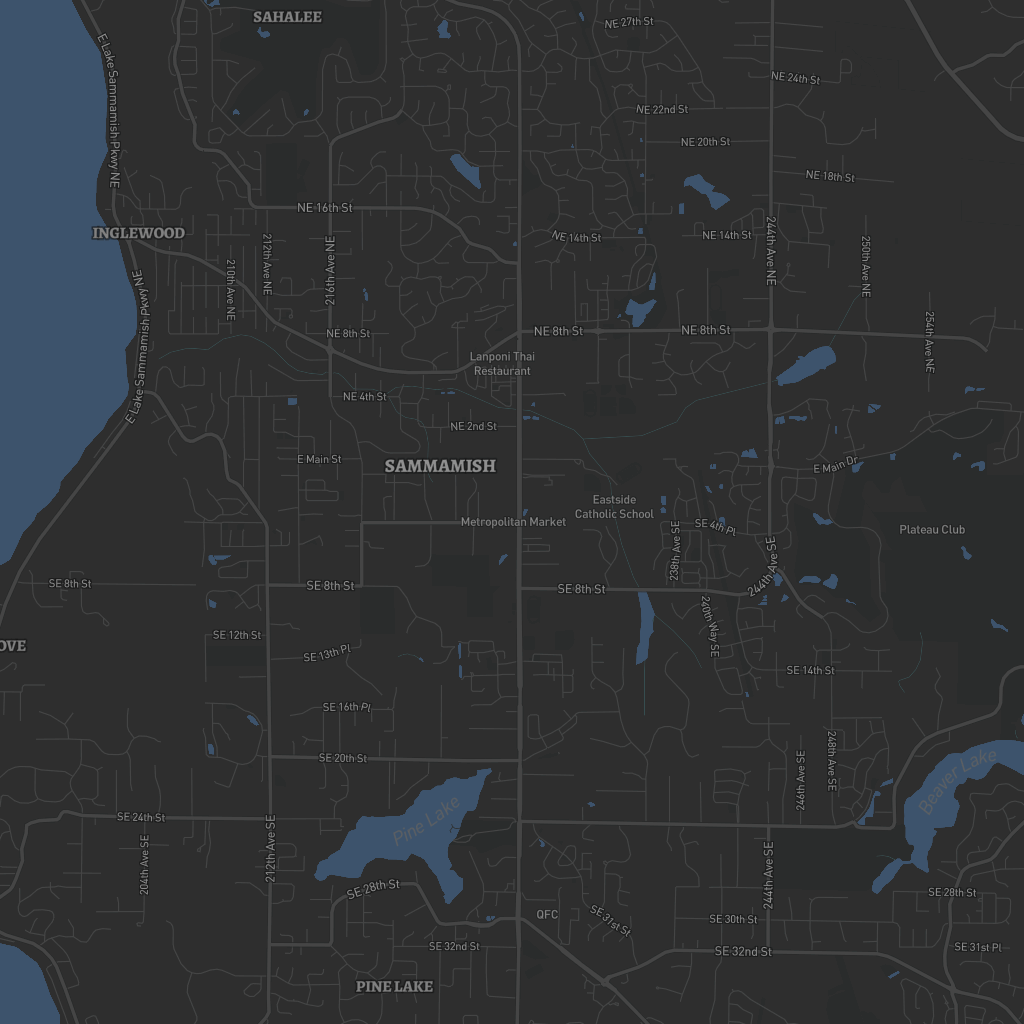 SAHALEE
NE 27th St
E Lake Sammamish Pkwy NE
NE 24th St
NE 22nd St
NE 20th St
NE 18th St
NE 16th St
INGLEWOOD
212th Ave NE
216th Ave NE
210th Ave NE
NE 14th St
NE 14th St
244th Ave NE
250th Ave NE
E Lake Sammamish Pkwy NE
NE 8th St
NE 8th St
NE 8th St
254th Ave NE
Lanponi Thai
Restaurant
NE 4th St
NE 2nd St
E Main St
SAMMAMISH
E Main Dr
Eastside
Catholic School
Metropolitan Market
SE 4th Pl
Plateau Club
238th Ave SE
244th Ave SE
SE 8th St
SE 8th St
SE 8th St
240th Way SE
SE 12th St
OVE
SE 13th Pl
SE 14th St
SE 16th Pl
SE 20th St
246th Ave SE
248th Ave SE
Beaver Lake
Pine Lake
SE 24th St
204th Ave SE
212th Ave SE
244th Ave SE
SE 28th St
SE 28th St
QFC
SE 31st St
SE 30th St
SE 32nd St
SE 32nd St
SE 31st Pl
PINE LAKE